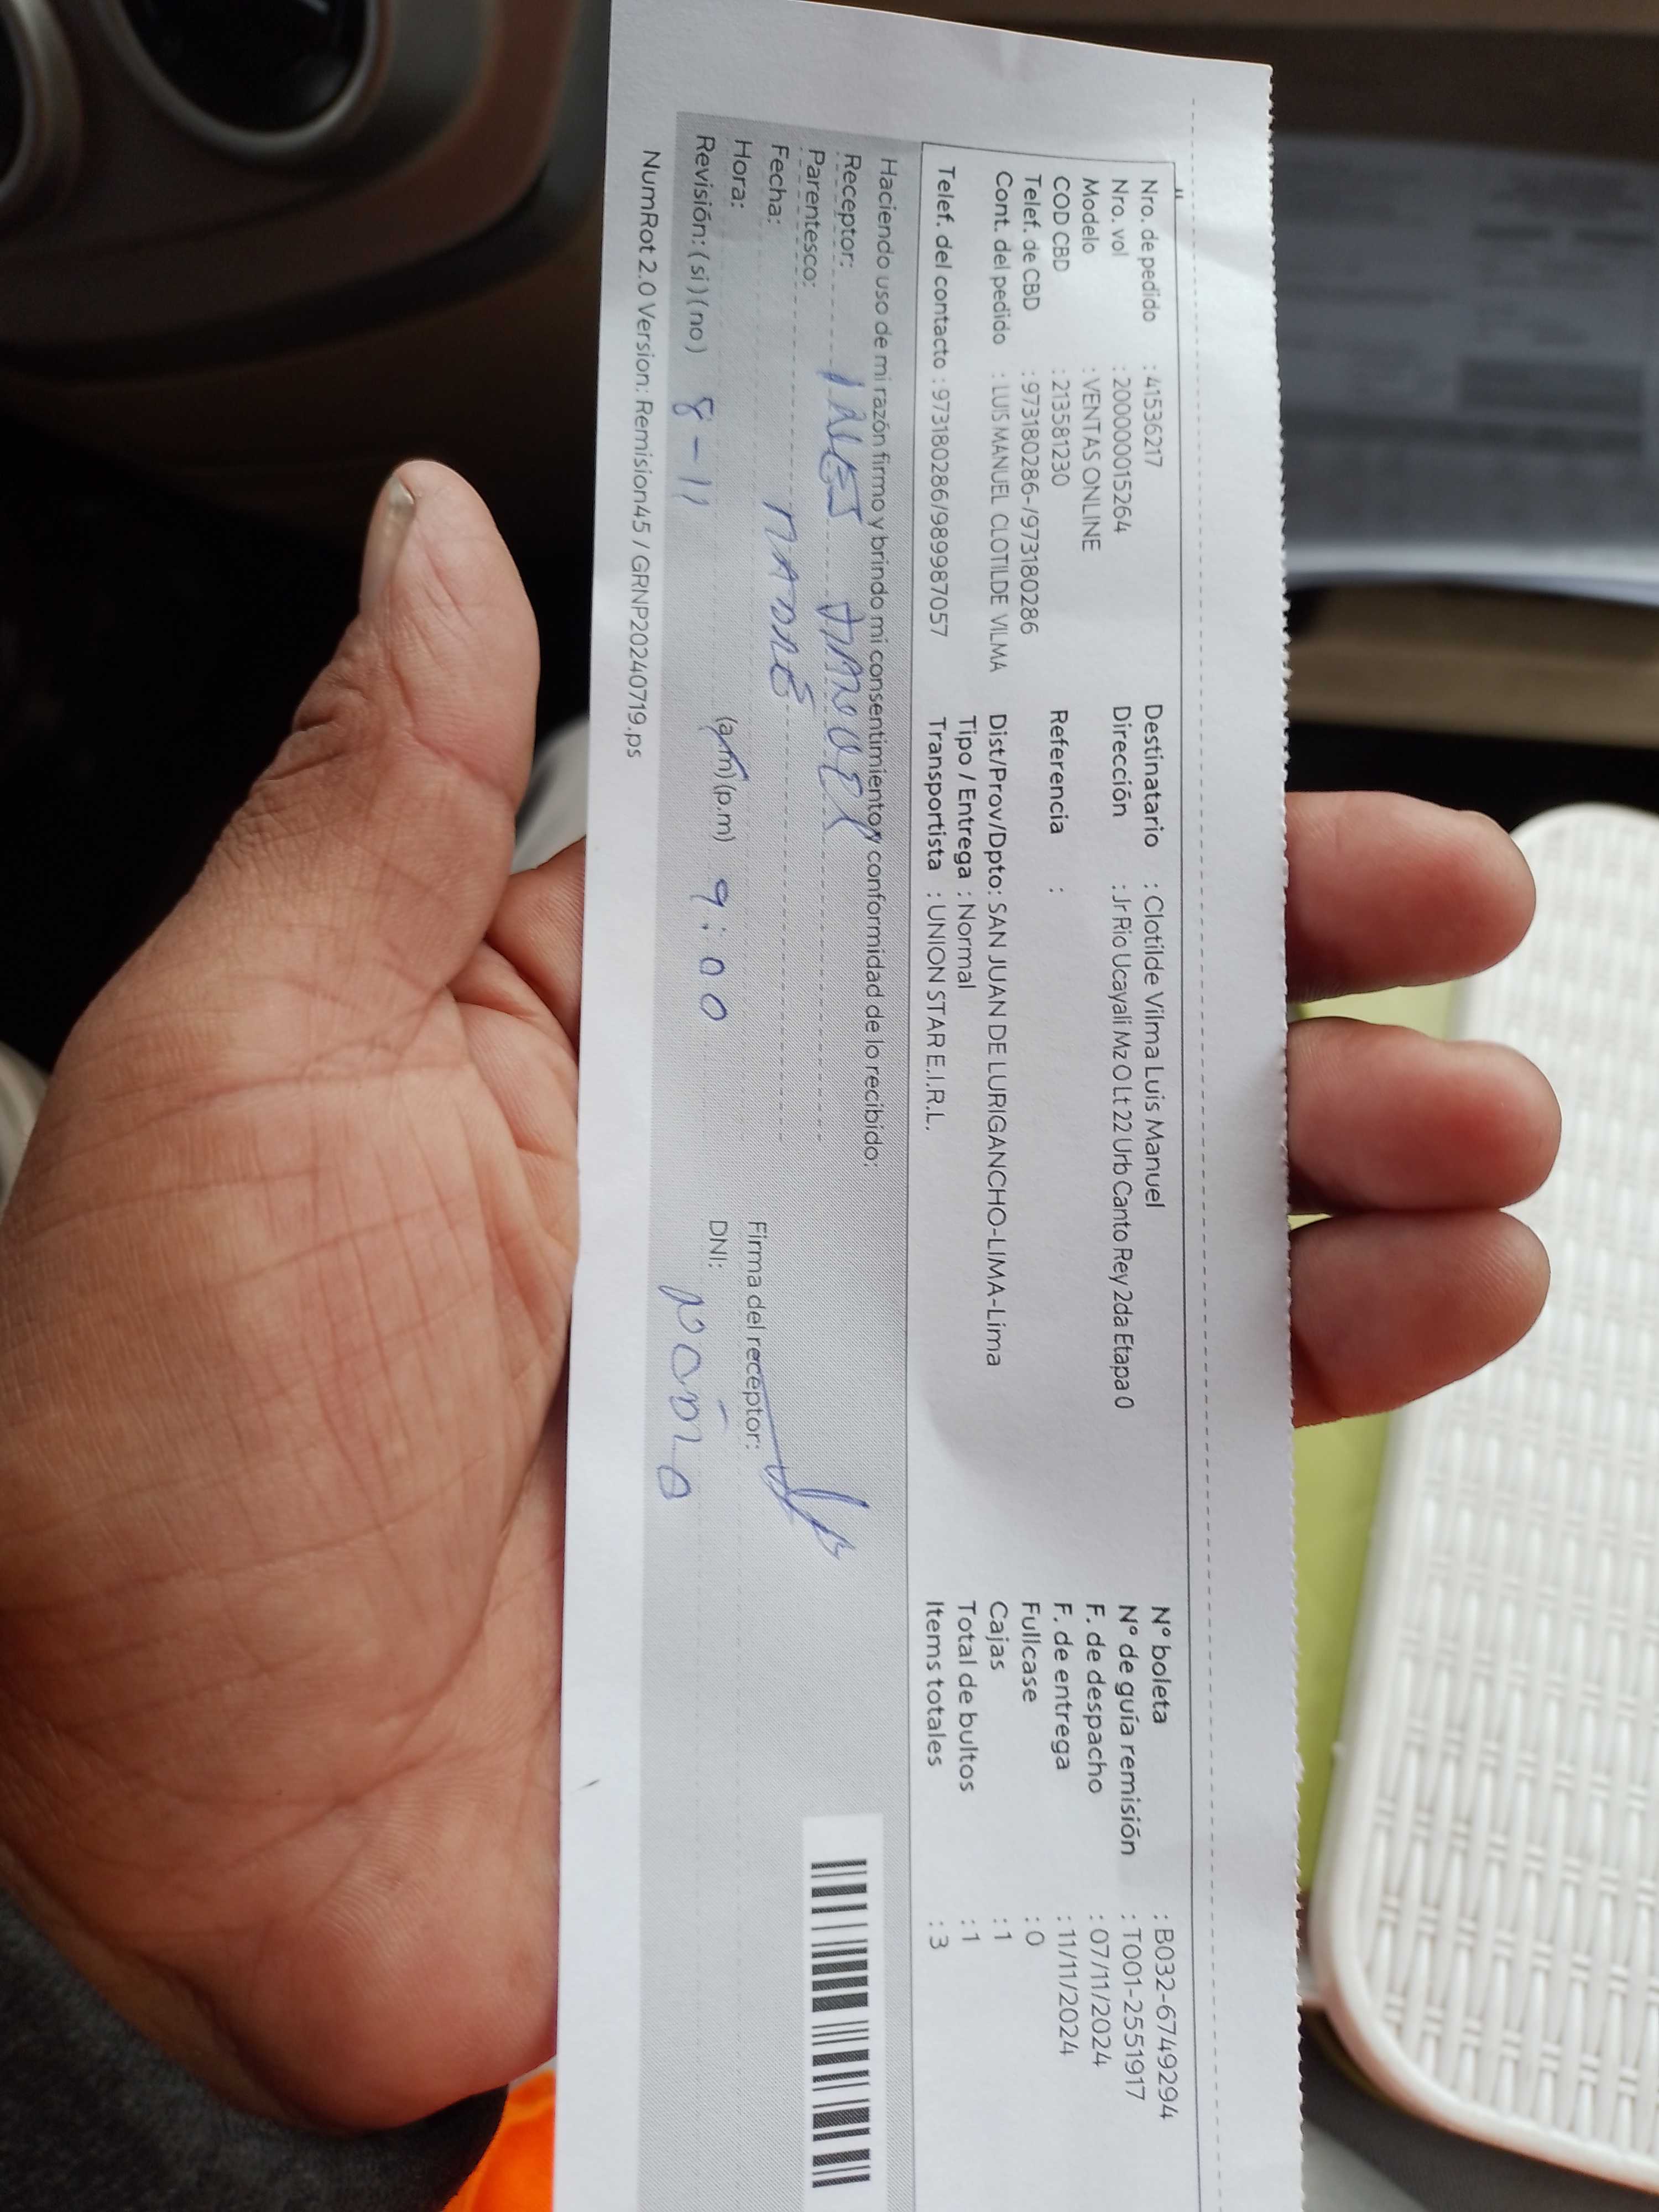 Nro. de pedido : 41536217
Nro. vol : 200000015264
Modelo : VENTAS ONLINE
COD CBD : 213581230
Telef. de CBD : 973180286-/973180286
Cont. del pedido : LUIS MANUEL CLOTILDE VILMA
Telef. del contacto : 973180286/989987057
Destinatario : Clotilde Vilma Luis Manuel
Dirección : Jr Rio Ucayali Mz O Lt 22 Urb Canto Rey 2da Etapa 0
Referencia :
Dist/Prov/Dpto: SAN JUAN DE LURIGANCHO-LIMA-Lima
Tipo / Entrega : Normal
Transportista : UNION STAR E.I.R.L.
N° boleta : B032-6749294
N° de guía remisión : T001-2551917
F. de despacho : 07/11/2024
F. de entrega : 11/11/2024
Fullcase : 0
Cajas : 1
Total de bultos : 1
Items totales : 3
Haciendo uso de mi razón firmo y brindo mi consentimiento y conformidad de lo recibido:
Receptor: INES
Parentesco: MADRE
Fecha:
Hora: (a.m) (p.m) 9:00
Revisión: (si) (no) 8-11
Firma del receptor:
DNI:
NumRot 2.0 Version: Remision45 / GRNP20240719.ps